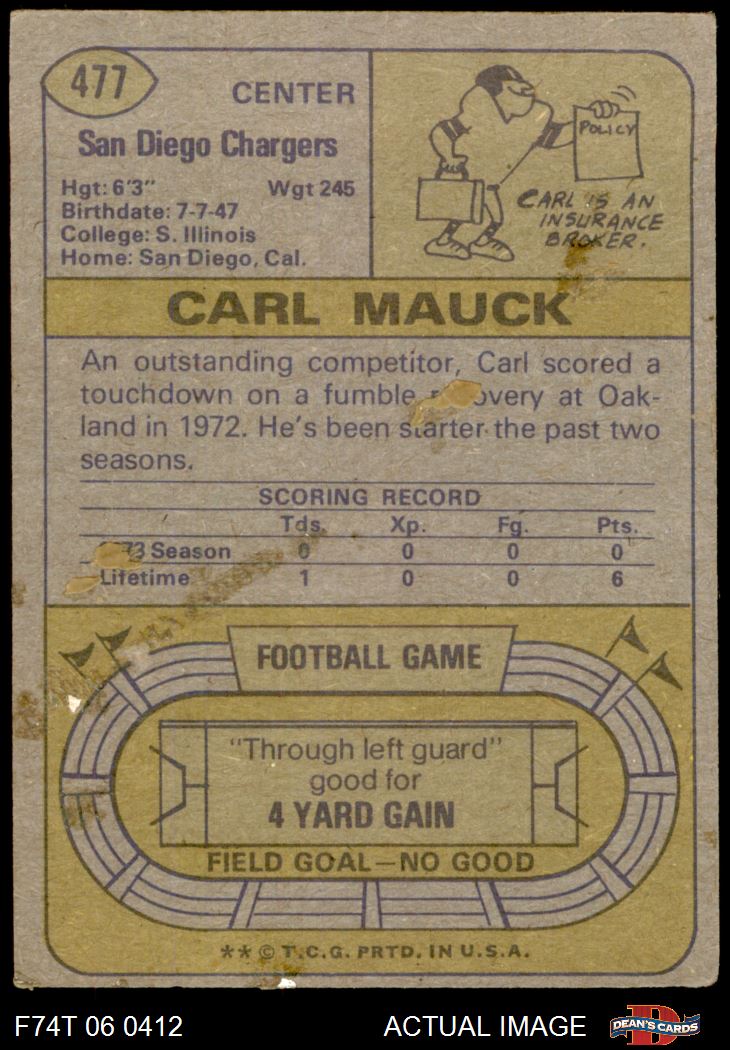 477
CENTER
San Diego Chargers
Hgt: 6'3" Wgt 245
Birthdate: 7-7-47
College: S. Illinois
Home: San Diego, Cal.
POLICY
CARL IS AN
INSURANCE
BROKER.
CARL MAUCK
An outstanding competitor, Carl scored a
touchdown on a fumble at Oak-
land in 1972. He's been starter the past two
seasons.
SCORING RECORD
Tds. Xp. Fg. Pts.
Season 0 0 0 0
Lifetime 1 0 0 6
FOOTBALL GAME
"Through left guard"
good for
4 YARD GAIN
FIELD GOAL—NO GOOD
** © T.C.G. PRTD. IN U.S.A.
F74T 06 0412 ACTUAL IMAGE
D
DEAN'S CARDS